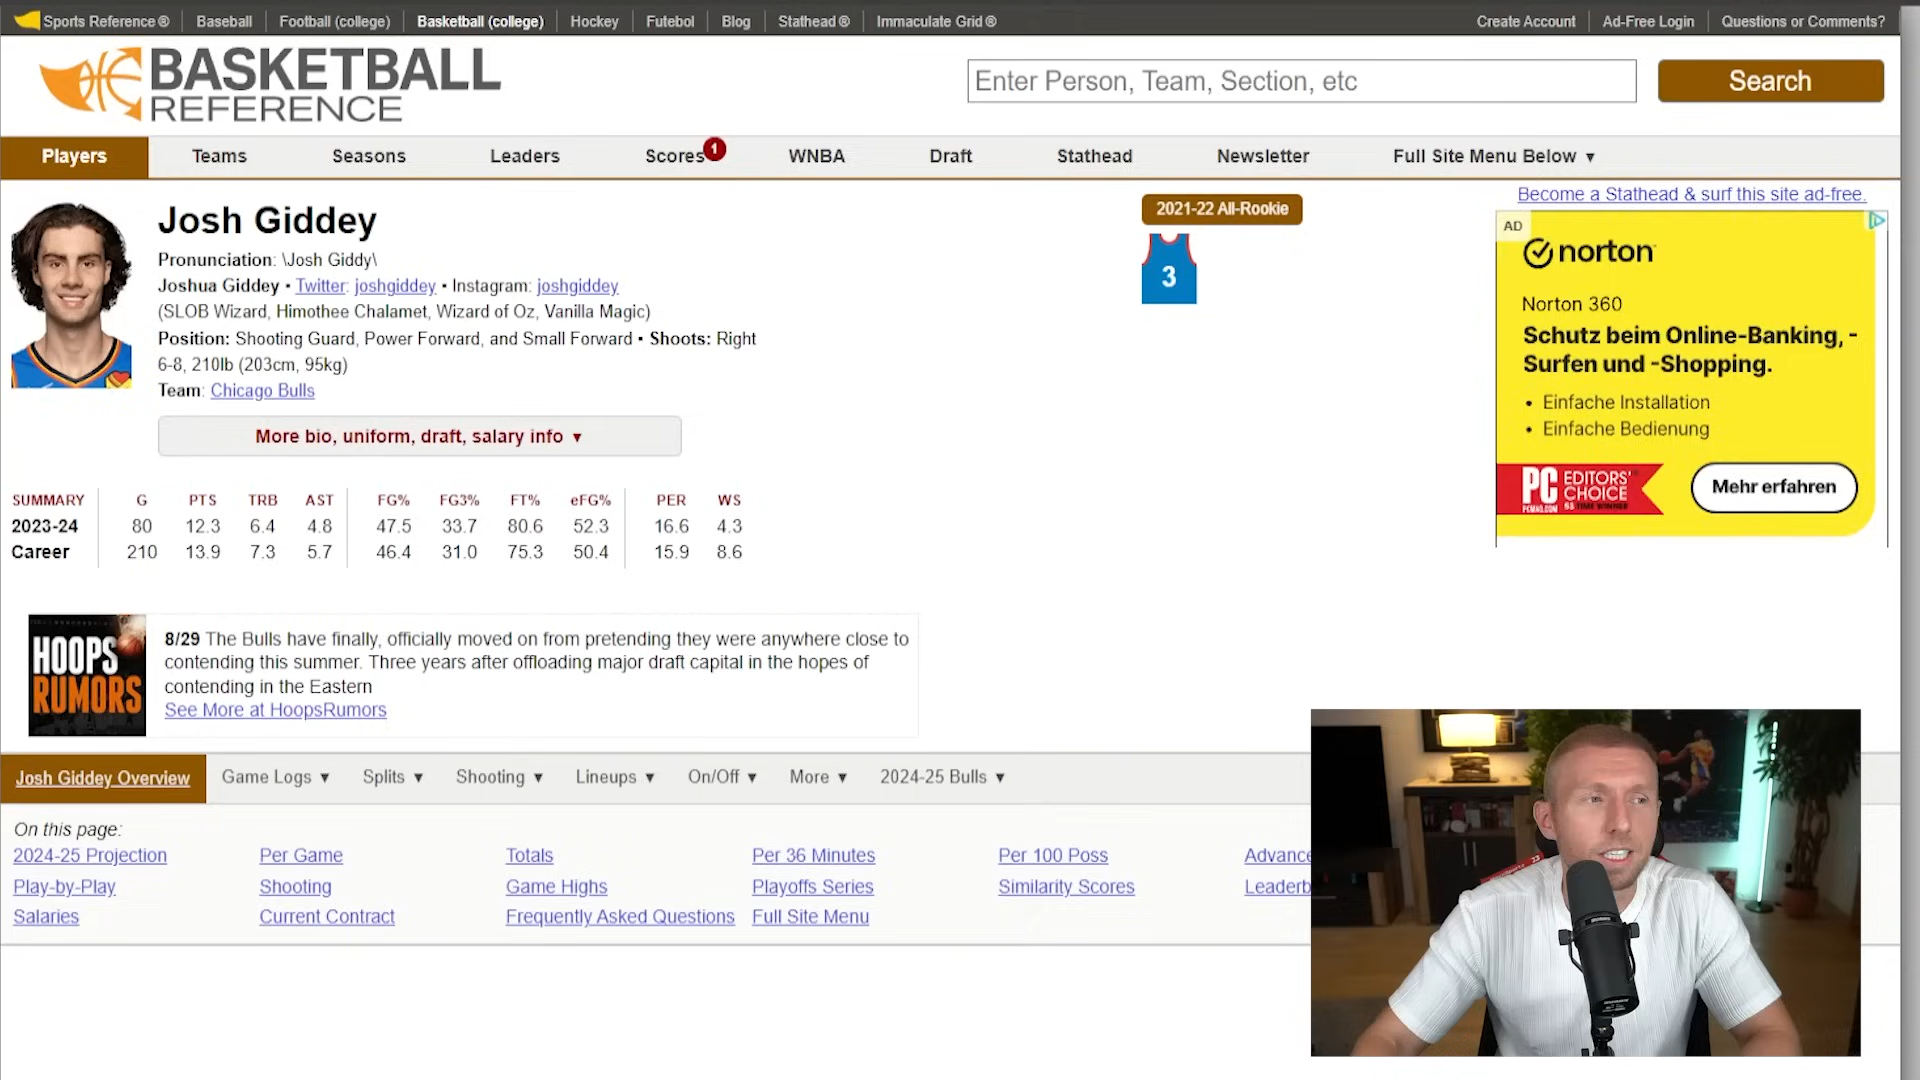 Sports Reference ®
Baseball
Football (college)
Basketball (college)
Hockey
Futebol
Blog
Stathead ®
Immaculate Grid ®
Create Account
Ad-Free Login
Questions or Comments?
BASKETBALL
REFERENCE
Enter Person, Team, Section, etc
Search
Players
Teams
Seasons
Leaders
Scores
1
WNBA
Draft
Stathead
Newsletter
Full Site Menu Below ▼
Josh Giddey
Pronunciation: \Josh Giddy\
Joshua Giddey • Twitter: joshgiddey • Instagram: joshgiddey
(SLOB Wizard, Himothee Chalamet, Wizard of Oz, Vanilla Magic)
Position: Shooting Guard, Power Forward, and Small Forward • Shoots: Right
6-8, 210lb (203cm, 95kg)
Team: Chicago Bulls
More bio, uniform, draft, salary info ▼
2021-22 All-Rookie
3
Become a Stathead & surf this site ad-free.
AD
norton
Norton 360
Schutz beim Online-Banking, -
Surfen und -Shopping.
• Einfache Installation
• Einfache Bedienung
PC
PCMAG.COM
EDITORS'
CHOICE
Mehr erfahren
SUMMARY G PTS TRB AST FG% FG3% FT% eFG% PER WS
2023-24 80 12.3 6.4 4.8 47.5 33.7 80.6 52.3 16.6 4.3
Career 210 13.9 7.3 5.7 46.4 31.0 75.3 50.4 15.9 8.6
HOOPS
RUMORS
8/29 The Bulls have finally, officially moved on from pretending they were anywhere close to
contending this summer. Three years after offloading major draft capital in the hopes of
contending in the Eastern
See More at HoopsRumors
Josh Giddey Overview
Game Logs ▼
Splits ▼
Shooting ▼
Lineups ▼
On/Off ▼
More ▼
2024-25 Bulls ▼
On this page:
2024-25 Projection
Per Game
Totals
Per 36 Minutes
Per 100 Poss
Advance
Play-by-Play
Shooting
Game Highs
Playoffs Series
Similarity Scores
Leaderb
Salaries
Current Contract
Frequently Asked Questions
Full Site Menu